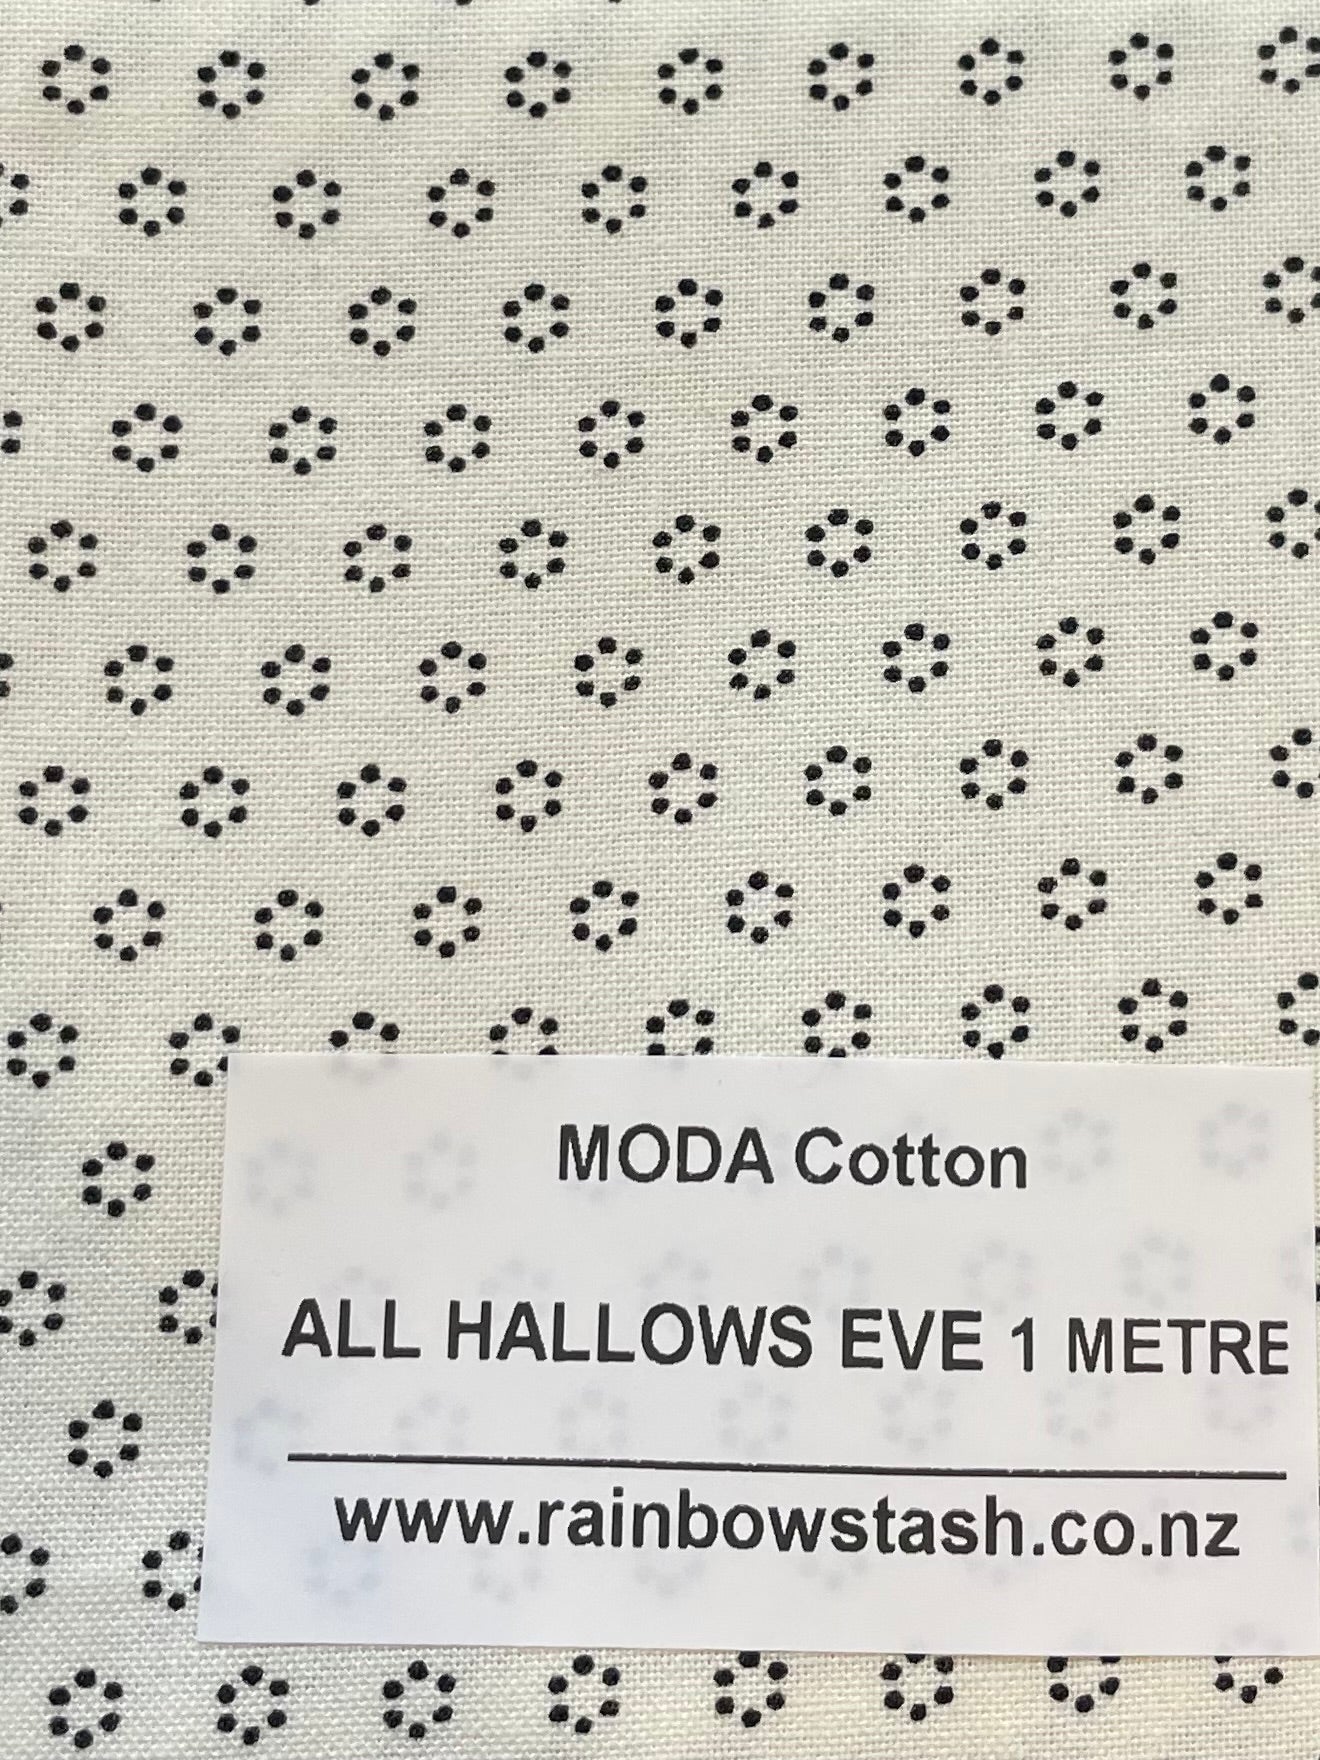 MODA Cotton
ALL HALLOWS EVE 1 METRE
www.rainbowstash.co.nz